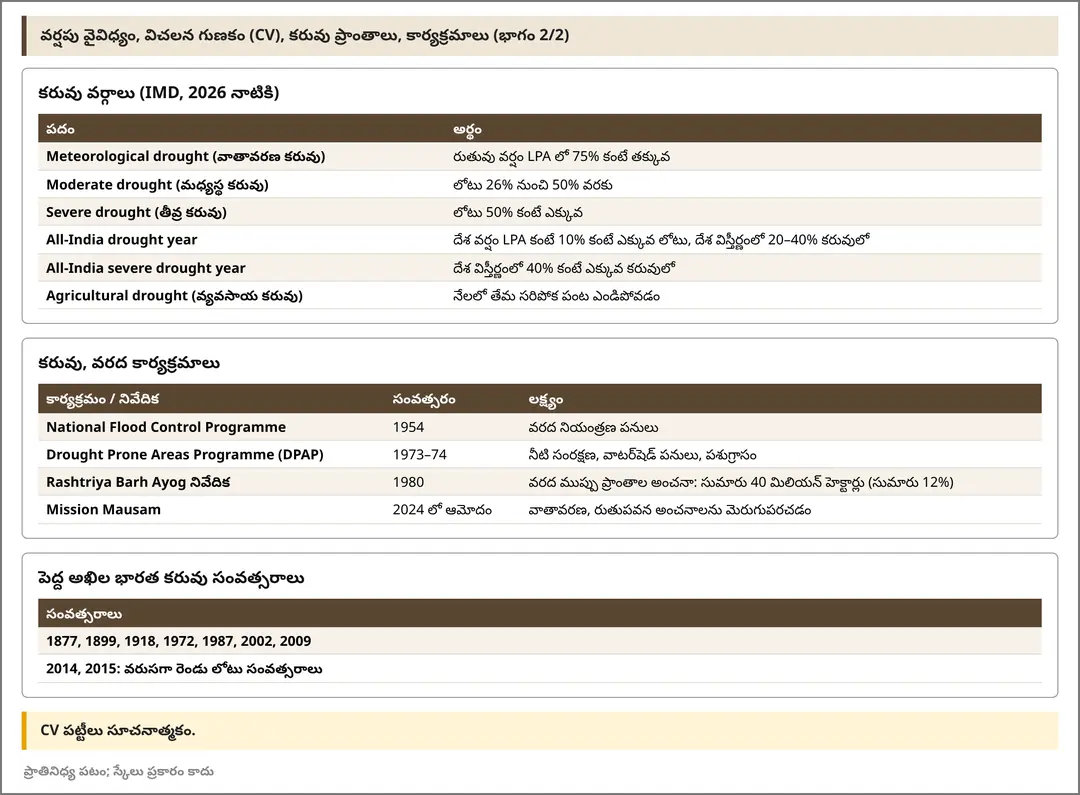 వర్షపు వైవిధ్యం, విచలన గుణకం (CV), కరువు ప్రాంతాలు, కార్యక్రమాలు (భాగం 2/2)
కరువు వర్గాలు (IMD, 2026 నాటికి)
పదం అర్థం
Meteorological drought (వాతావరణ కరువు) రుతువు వర్షం LPA లో 75% కంటే తక్కువ
Moderate drought (మధ్యస్థ కరువు) లోటు 26% నుంచి 50% వరకు
Severe drought (తీవ్ర కరువు) లోటు 50% కంటే ఎక్కువ
All-India drought year దేశ వర్షం LPA కంటే 10% కంటే ఎక్కువ లోటు, దేశ విస్తీర్ణంలో 20–40% కరువులో
All-India severe drought year దేశ విస్తీర్ణంలో 40% కంటే ఎక్కువ కరువులో
Agricultural drought (వ్యవసాయ కరువు) నేలలో తేమ సరిపోక పంట ఎండిపోవడం
కరువు, వరద కార్యక్రమాలు
కార్యక్రమం / నివేదిక సంవత్సరం లక్ష్యం
National Flood Control Programme 1954 వరద నియంత్రణ పనులు
Drought Prone Areas Programme (DPAP) 1973–74 నీటి సంరక్షణ, వాటర్‌షెడ్ పనులు, పశుగ్రాసం
Rashtriya Barh Ayog నివేదిక 1980 వరద ముప్పు ప్రాంతాల అంచనా: సుమారు 40 మిలియన్ హెక్టార్లు (సుమారు 12%)
Mission Mausam 2024 లో ఆమోదం వాతావరణ, రుతుపవన అంచనాలను మెరుగుపరచడం
పెద్ద అఖిల భారత కరువు సంవత్సరాలు
సంవత్సరాలు
1877, 1899, 1918, 1972, 1987, 2002, 2009
2014, 2015: వరుసగా రెండు లోటు సంవత్సరాలు
CV పట్టీలు సూచనాత్మకం.
ప్రాతినిధ్య పటం; స్కేలు ప్రకారం కాదు